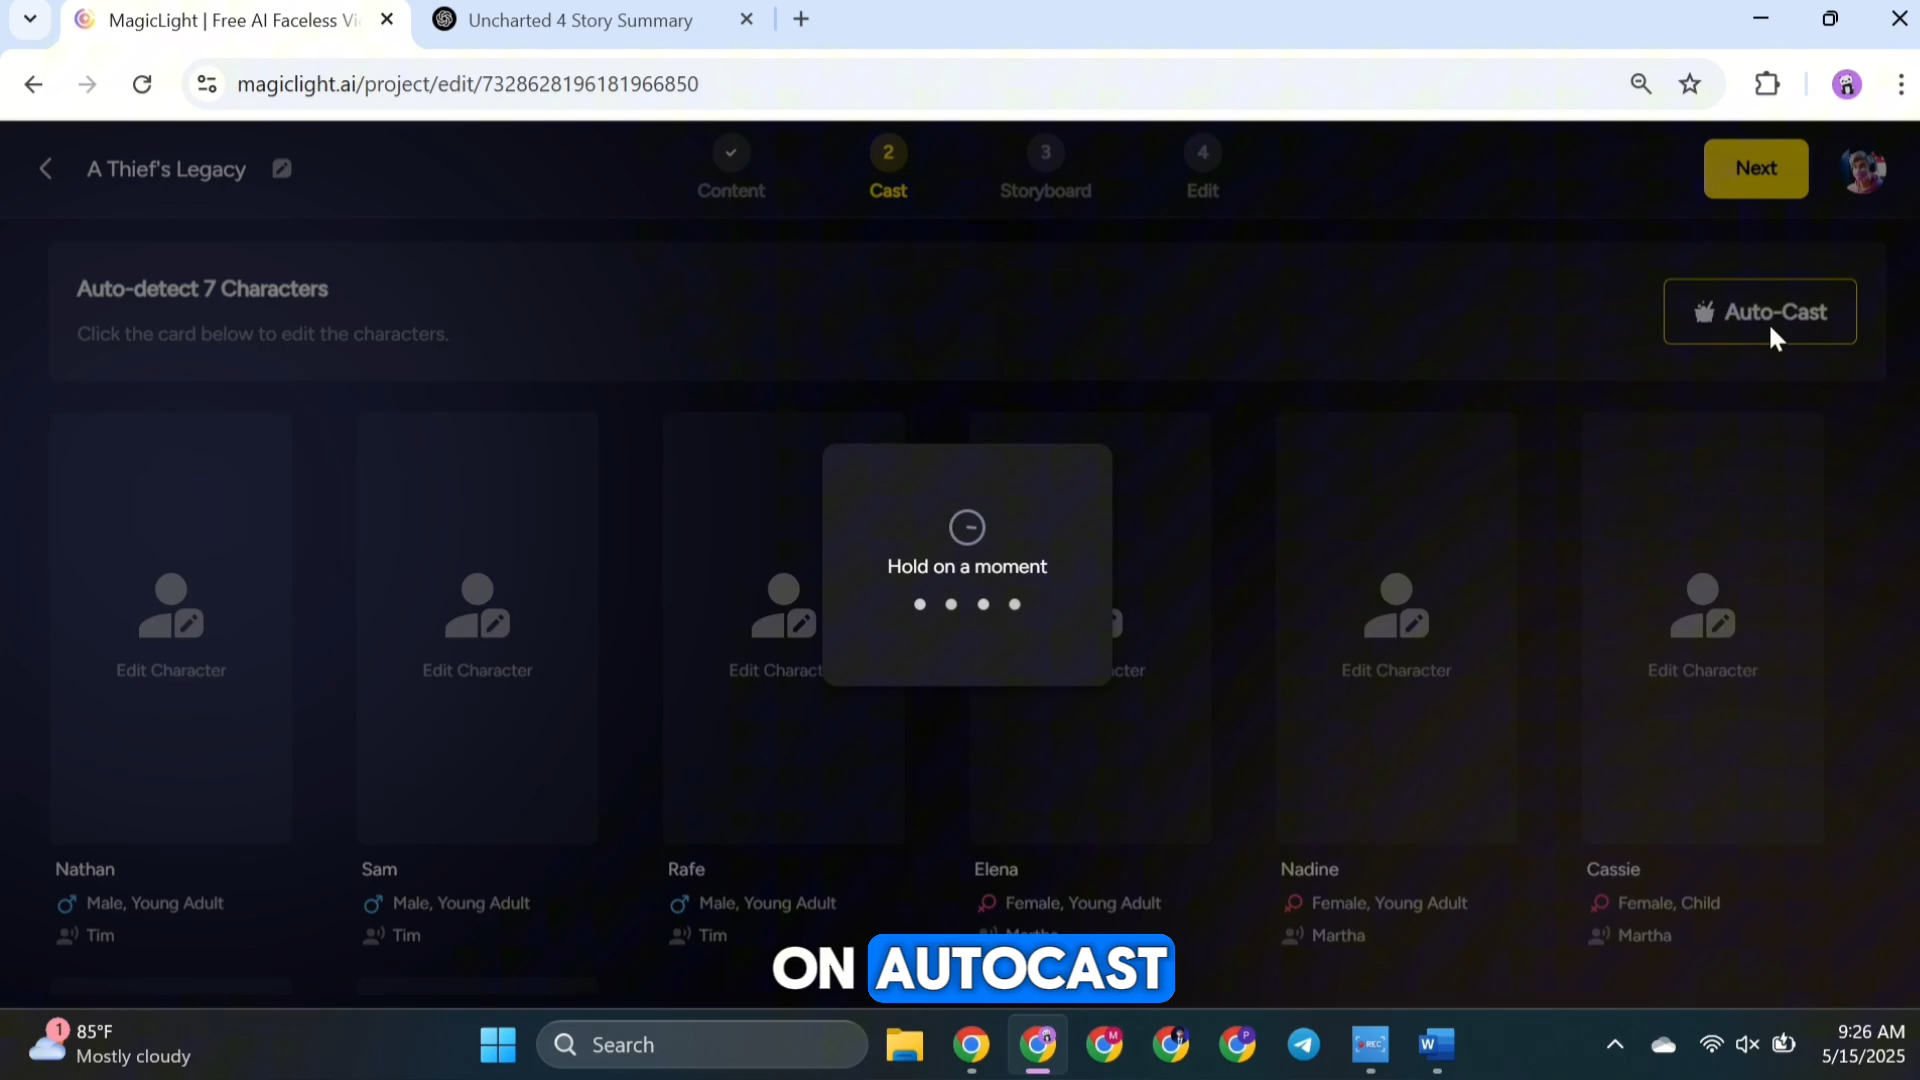 MagicLight | Free AI Faceless Vi
Uncharted 4 Story Summary
magiclight.ai/project/edit/7328628196181966850
A Thief's Legacy
Content
2
Cast
3
Storyboard
4
Edit
Next
Auto-detect 7 Characters
Click the card below to edit the characters.
Auto-Cast
Hold on a moment
Edit Character
Edit Character
Edit Charact
cter
Edit Character
Edit Character
Nathan
Male, Young Adult
Tim
Sam
Male, Young Adult
Tim
Rafe
Male, Young Adult
Tim
Elena
Female, Young Adult
Martha
Nadine
Female, Young Adult
Martha
Cassie
Female, Child
Martha
ON AUTOCAST
1
85°F
Mostly cloudy
Search
M
P
REC
W
9:26 AM
5/15/2025